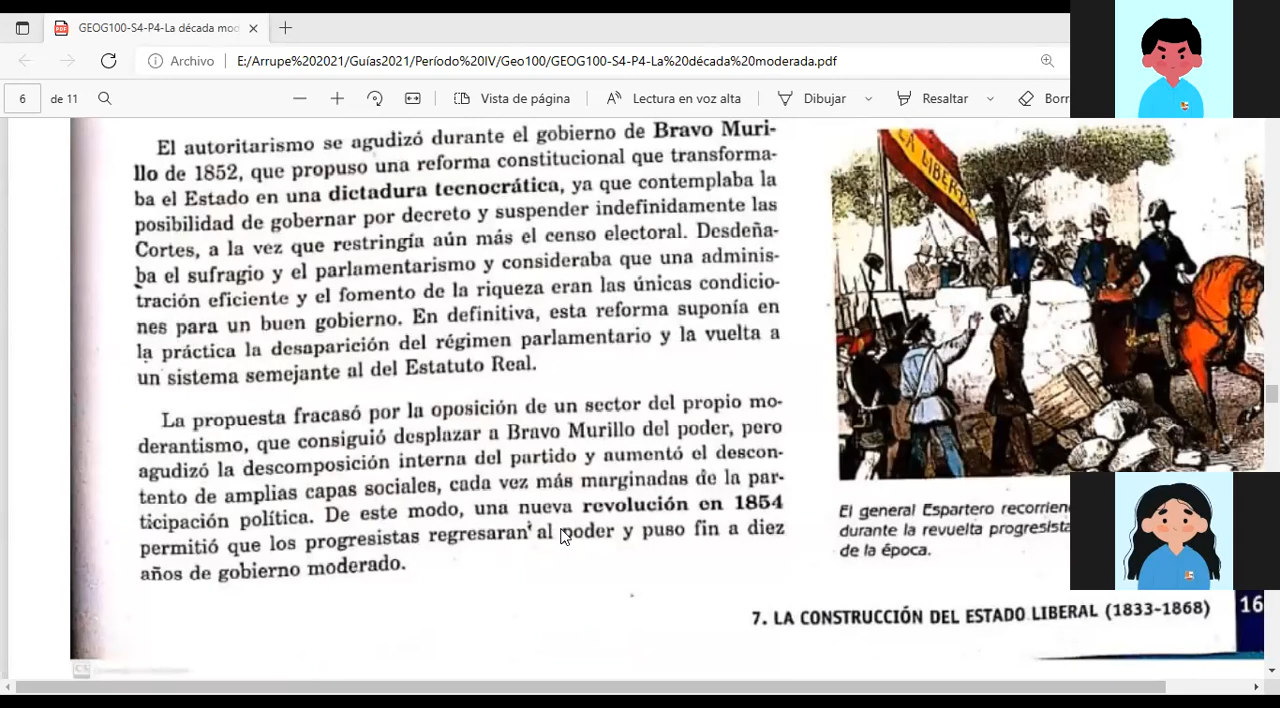 GEOG100-S4-P4-La década mod
Archivo
E:/Arrupe%202021/Guías2021/Periodo%20IV/Geo100/GEOG100-S4-P4-La%20década%20moderada.pdf
6 de 11
Vista de página
Lectura en voz alta
Dibujar
Resaltar
Borr
El autoritarismo se agudizó durante el gobierno de Bravo Muri-
llo de 1852, que propuso una reforma constitucional que transforma-
ba el Estado en una dictadura tecnocrática, ya que contemplaba la
posibilidad de gobernar por decreto y suspender indefinidamente las
Cortes, a la vez que restringía aún más el censo electoral. Desdeña-
ba el sufragio y el parlamentarismo y consideraba que una adminis-
tración eficiente y el fomento de la riqueza eran las únicas condicio-
nes para un buen gobierno. En definitiva, esta reforma suponía en
la práctica la desaparición del régimen parlamentario y la vuelta a
un sistema semejante al del Estatuto Real.
La propuesta fracasó por la oposición de un sector del propio mo-
derantismo, que consiguió desplazar a Bravo Murillo del poder, pero
agudizó la descomposición interna del partido y aumentó el descon-
tento de amplias capas sociales, cada vez más marginadas de la par-
ticipación política. De este modo, una nueva revolución en 1854
permitió que los progresistas regresaran al poder y puso fin a diez
años de gobierno moderado.
LA LIBERTA
El general Espartero recorrien
durante la revuelta progresista
de la época.
7. LA CONSTRUCCIÓN DEL ESTADO LIBERAL (1833-1868)
16
CS